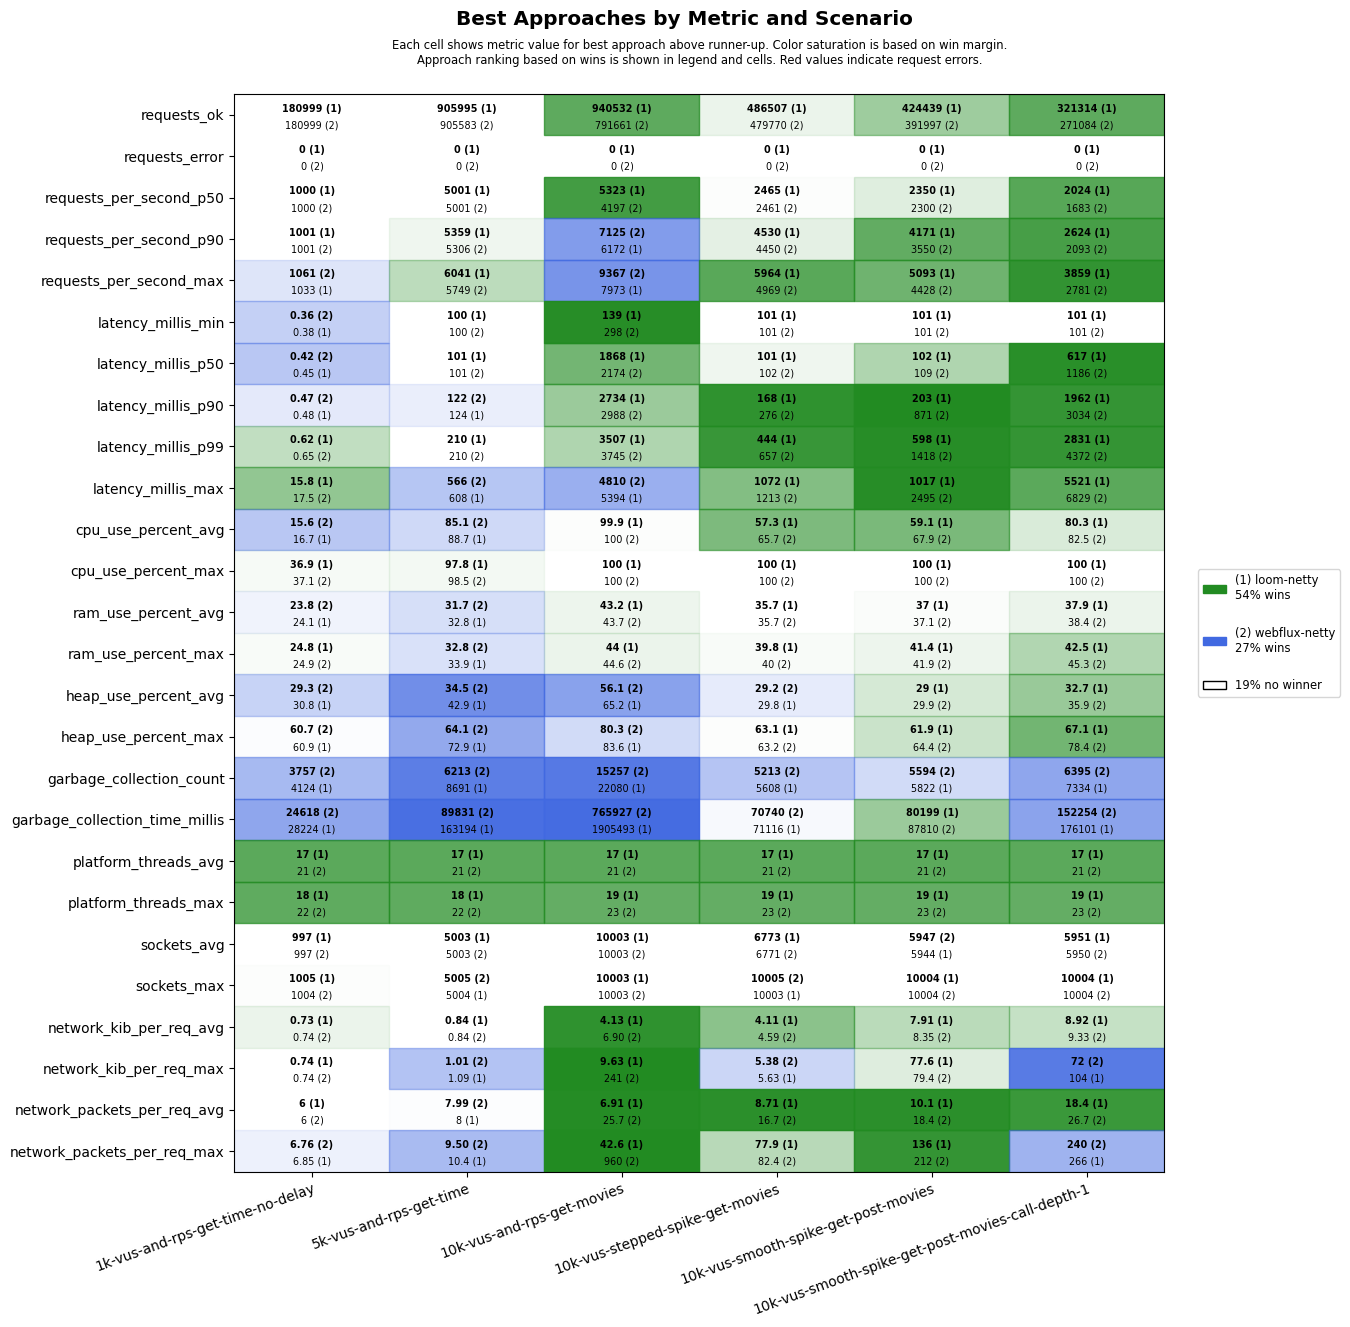 Best Approaches by Metric and Scenario
Each cell shows metric value for best approach above runner-up. Color saturation is based on win margin.
Approach ranking based on wins is shown in legend and cells. Red values indicate request errors.
requests_ok
180999 (1) 905995 (1) 940532 (1) 486507 (1) 424439 (1) 321314 (1)
180999 (2) 905583 (2) 791661 (2) 479770 (2) 391997 (2) 271084 (2)
requests_error
0 (1) 0 (1) 0 (1) 0 (1) 0 (1) 0 (1)
0 (2) 0 (2) 0 (2) 0 (2) 0 (2) 0 (2)
requests_per_second_p50
1000 (1) 5001 (1) 5323 (1) 2465 (1) 2350 (1) 2024 (1)
1000 (2) 5001 (2) 4197 (2) 2461 (2) 2300 (2) 1683 (2)
requests_per_second_p90
1001 (1) 5359 (1) 7125 (2) 4530 (1) 4171 (1) 2624 (1)
1001 (2) 5306 (2) 6172 (1) 4450 (2) 3550 (2) 2093 (2)
requests_per_second_max
1061 (2) 6041 (1) 9367 (2) 5964 (1) 5093 (1) 3859 (1)
1033 (1) 5749 (2) 7973 (1) 4969 (2) 4428 (2) 2781 (2)
latency_millis_min
0.36 (2) 100 (1) 139 (1) 101 (1) 101 (1) 101 (1)
0.38 (1) 100 (2) 298 (2) 101 (2) 101 (2) 101 (2)
latency_millis_p50
0.42 (2) 101 (1) 1868 (1) 101 (1) 102 (1) 617 (1)
0.45 (1) 101 (2) 2174 (2) 102 (2) 109 (2) 1186 (2)
latency_millis_p90
0.47 (2) 122 (2) 2734 (1) 168 (1) 203 (1) 1962 (1)
0.48 (1) 124 (1) 2988 (2) 276 (2) 871 (2) 3034 (2)
latency_millis_p99
0.62 (1) 210 (1) 3507 (1) 444 (1) 598 (1) 2831 (1)
0.65 (2) 210 (2) 3745 (2) 657 (2) 1418 (2) 4372 (2)
latency_millis_max
15.8 (1) 566 (2) 4810 (2) 1072 (1) 1017 (1) 5521 (1)
17.5 (2) 608 (1) 5394 (1) 1213 (2) 2495 (2) 6829 (2)
cpu_use_percent_avg
15.6 (2) 85.1 (2) 99.9 (1) 57.3 (1) 59.1 (1) 80.3 (1)
16.7 (1) 88.7 (1) 100 (2) 65.7 (2) 67.9 (2) 82.5 (2)
cpu_use_percent_max
36.9 (1) 97.8 (1) 100 (1) 100 (1) 100 (1) 100 (1)
37.1 (2) 98.5 (2) 100 (2) 100 (2) 100 (2) 100 (2)
ram_use_percent_avg
23.8 (2) 31.7 (2) 43.2 (1) 35.7 (1) 37 (1) 37.9 (1)
24.1 (1) 32.8 (1) 43.7 (2) 35.7 (2) 37.1 (2) 38.4 (2)
ram_use_percent_max
24.8 (1) 32.8 (2) 44 (1) 39.8 (1) 41.4 (1) 42.5 (1)
24.9 (2) 33.9 (1) 44.6 (2) 40 (2) 41.9 (2) 45.3 (2)
heap_use_percent_avg
29.3 (2) 34.5 (2) 56.1 (2) 29.2 (2) 29 (1) 32.7 (1)
30.8 (1) 42.9 (1) 65.2 (1) 29.8 (1) 29.9 (2) 35.9 (2)
heap_use_percent_max
60.7 (2) 64.1 (2) 80.3 (2) 63.1 (1) 61.9 (1) 67.1 (1)
60.9 (1) 72.9 (1) 83.6 (1) 63.2 (2) 64.4 (2) 78.4 (2)
garbage_collection_count
3757 (2) 6213 (2) 15257 (2) 5213 (2) 5594 (2) 6395 (2)
4124 (1) 8691 (1) 22080 (1) 5608 (1) 5822 (1) 7334 (1)
garbage_collection_time_millis
24618 (2) 89831 (2) 765927 (2) 70740 (2) 80199 (1) 152254 (2)
28224 (1) 163194 (1) 1905493 (1) 71116 (1) 87810 (2) 176101 (1)
platform_threads_avg
17 (1) 17 (1) 17 (1) 17 (1) 17 (1) 17 (1)
21 (2) 21 (2) 21 (2) 21 (2) 21 (2) 21 (2)
platform_threads_max
18 (1) 18 (1) 19 (1) 19 (1) 19 (1) 19 (1)
22 (2) 22 (2) 23 (2) 23 (2) 23 (2) 23 (2)
sockets_avg
997 (1) 5003 (1) 10003 (1) 6773 (1) 5947 (2) 5951 (1)
997 (2) 5003 (2) 10003 (2) 6771 (2) 5944 (1) 5950 (2)
sockets_max
1005 (1) 5005 (2) 10003 (1) 10005 (2) 10004 (1) 10004 (1)
1004 (2) 5004 (1) 10003 (2) 10003 (1) 10004 (2) 10004 (2)
network_kib_per_req_avg
0.73 (1) 0.84 (1) 4.13 (1) 4.11 (1) 7.91 (1) 8.92 (1)
0.74 (2) 0.84 (2) 6.90 (2) 4.59 (2) 8.35 (2) 9.33 (2)
network_kib_per_req_max
0.74 (1) 1.01 (2) 9.63 (1) 5.38 (2) 77.6 (1) 72 (2)
0.74 (2) 1.09 (1) 241 (2) 5.63 (1) 79.4 (2) 104 (1)
network_packets_per_req_avg
6 (1) 7.99 (2) 6.91 (1) 8.71 (1) 10.1 (1) 18.4 (1)
6 (2) 8 (1) 25.7 (2) 16.7 (2) 18.4 (2) 26.7 (2)
network_packets_per_req_max
6.76 (2) 9.50 (2) 42.6 (1) 77.9 (1) 136 (1) 240 (2)
6.85 (1) 10.4 (1) 960 (2) 82.4 (2) 212 (2) 266 (1)
1k-vus-and-rps-get-time-no-delay
5k-vus-and-rps-get-time
10k-vus-and-rps-get-movies
10k-vus-stepped-spike-get-movies
10k-vus-smooth-spike-get-post-movies
10k-vus-smooth-spike-get-post-movies-call-depth-1
(1) loom-netty
54% wins
(2) webflux-netty
27% wins
19% no winner